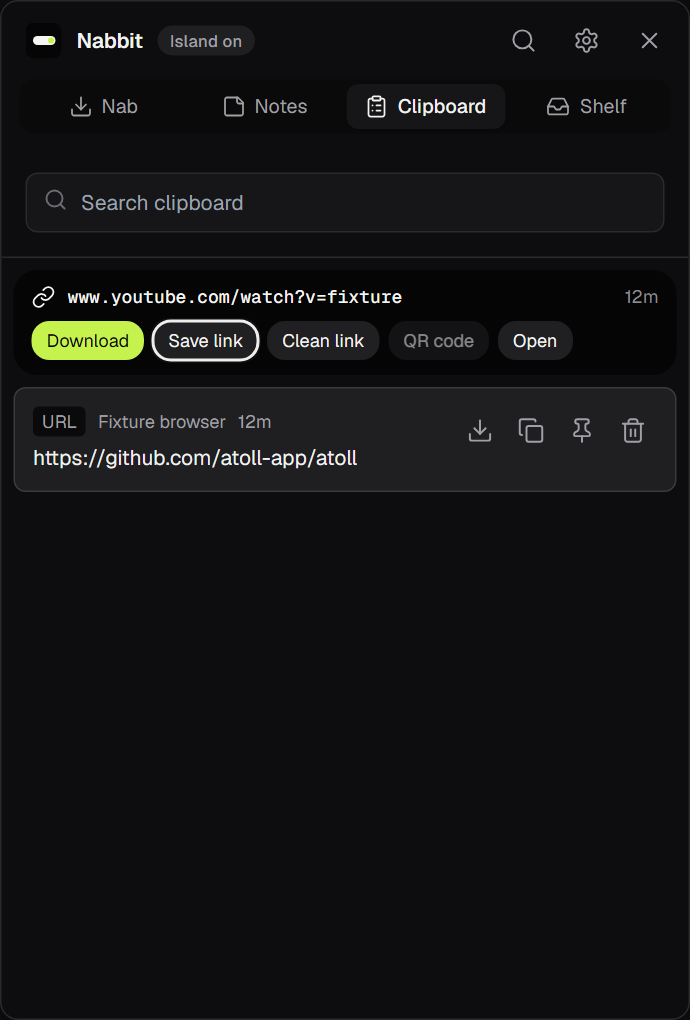 Nabbit Island on
Nab Notes Clipboard Shelf
Search clipboard
www.youtube.com/watch?v=fixture 12m
Download Save link Clean link QR code Open
URL Fixture browser 12m
https://github.com/atoll-app/atoll